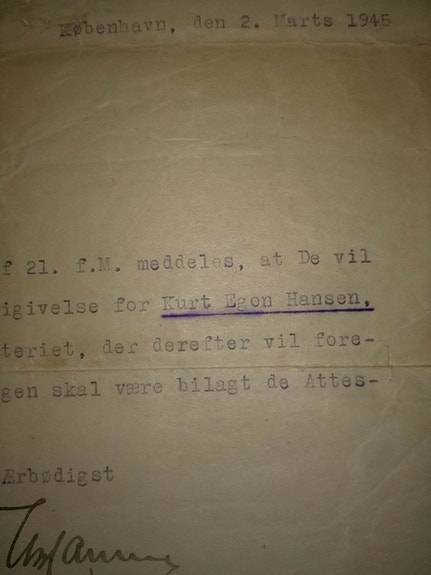 København, den 2. Marts 1945
f 21. f.M. meddeles, at De vil
igivelse for Kurt Egon Hansen,
teriet, der derefter vil fore-
gen skal være bilagt de Attes-
Ærbødigst